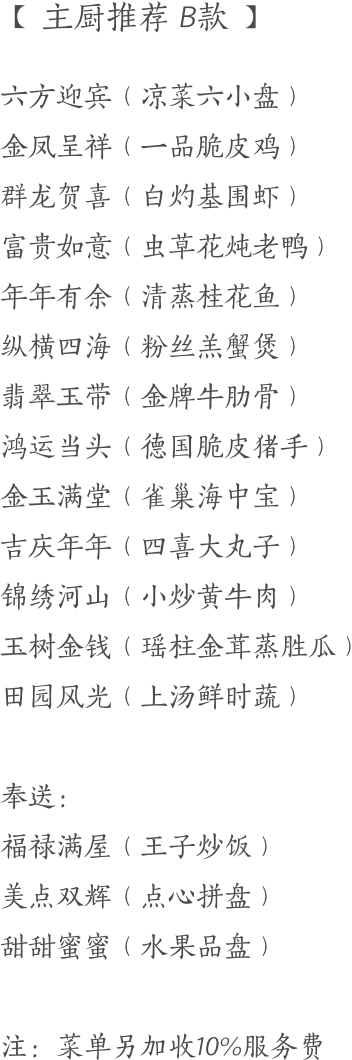 【 主厨推荐 B款 】
六方迎宾（凉菜六小盘）
金凤呈祥（一品脆皮鸡）
群龙贺喜（白灼基围虾）
富贵如意（虫草花炖老鸭）
年年有余（清蒸桂花鱼）
纵横四海（粉丝羔蟹煲）
翡翠玉带（金牌牛肋骨）
鸿运当头（德国脆皮猪手）
金玉满堂（雀巢海中宝）
吉庆年年（四喜大丸子）
锦绣河山（小炒黄牛肉）
玉树金钱（瑶柱金茸蒸胜瓜）
田园风光（上汤鲜时蔬）
奉送：
福禄满屋（王子炒饭）
美点双辉（点心拼盘）
甜甜蜜蜜（水果品盘）
注：菜单另加收10%服务费